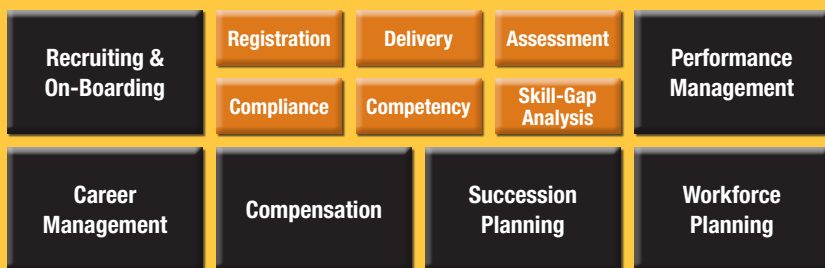 Recruiting &
On-Boarding
Registration
Delivery
Assessment
Compliance
Competency
Skill-Gap
Analysis
Performance
Management
Career
Management
Compensation
Succession
Planning
Workforce
Planning